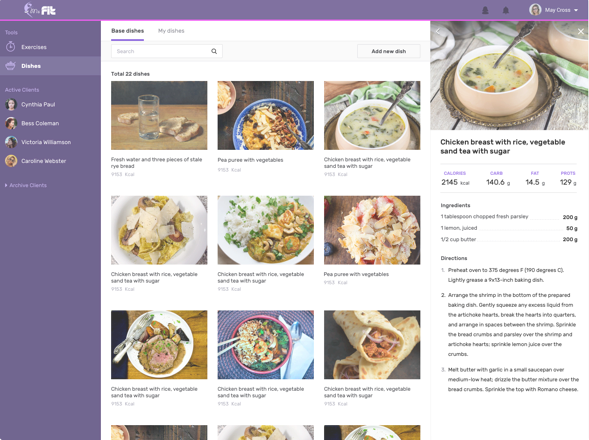 Fit
May Cross
Tools
Exercises
Dishes
Active Clients
Cynthia Paul
Bess Coleman
Victoria Williamson
Caroline Webster
Archive Clients
Base dishes
My dishes
Search
Add new dish
Total 22 dishes
Fresh water and three pieces of stale
rye bread
9153 Kcal
Pea puree with vegetables
9153 Kcal
Chicken breast with rice, vegetable
sand tea with sugar
9153 Kcal
Chicken breast with rice, vegetable
sand tea with sugar
9153 Kcal
Chicken breast with rice, vegetable
sand tea with sugar
9153 Kcal
Pea puree with vegetables
9153 Kcal
Chicken breast with rice, vegetable
sand tea with sugar
9153 Kcal
Chicken breast with rice, vegetable
sand tea with sugar
9153 Kcal
Chicken breast with rice, vegetable
sand tea with sugar
9153 Kcal
Chicken breast with rice, vegetable
sand tea with sugar
CALORIES CARB FAT PROTS
2145 kcal 140.6 g 14.5 g 129 g
Ingredients
1 tablespoon chopped fresh parsley 200 g
1 lemon, juiced 50 g
1/2 cup butter 200 g
Directions
1. Preheat oven to 375 degrees F (190 degrees C).
Lightly grease a 9x13-inch baking dish.
2. Arrange the shrimp in the bottom of the prepared
baking dish. Gently squeeze any excess liquid from
the artichoke hearts, break the hearts into quarters,
and arrange in spaces between the shrimp. Sprinkle
the bread crumbs and parsley over the shrimp and
artichoke hearts; sprinkle lemon juice over the
crumbs.
3. Melt butter with garlic in a small saucepan over
medium-low heat; drizzle the butter mixture over the
bread crumbs. Sprinkle the top with Romano cheese.